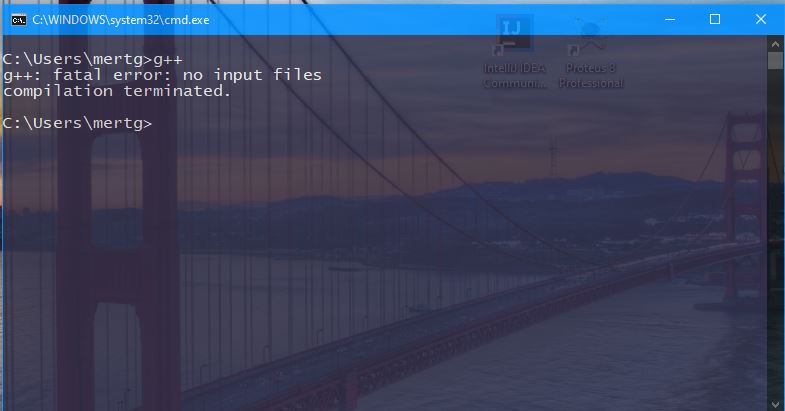 C:\WINDOWS\system32\cmd.exe
IJ
IntelliJ IDEA
Communi...
Proteus 8
Professional
C:\Users\mertg>g++
g++: fatal error: no input files
compilation terminated.
C:\Users\mertg>